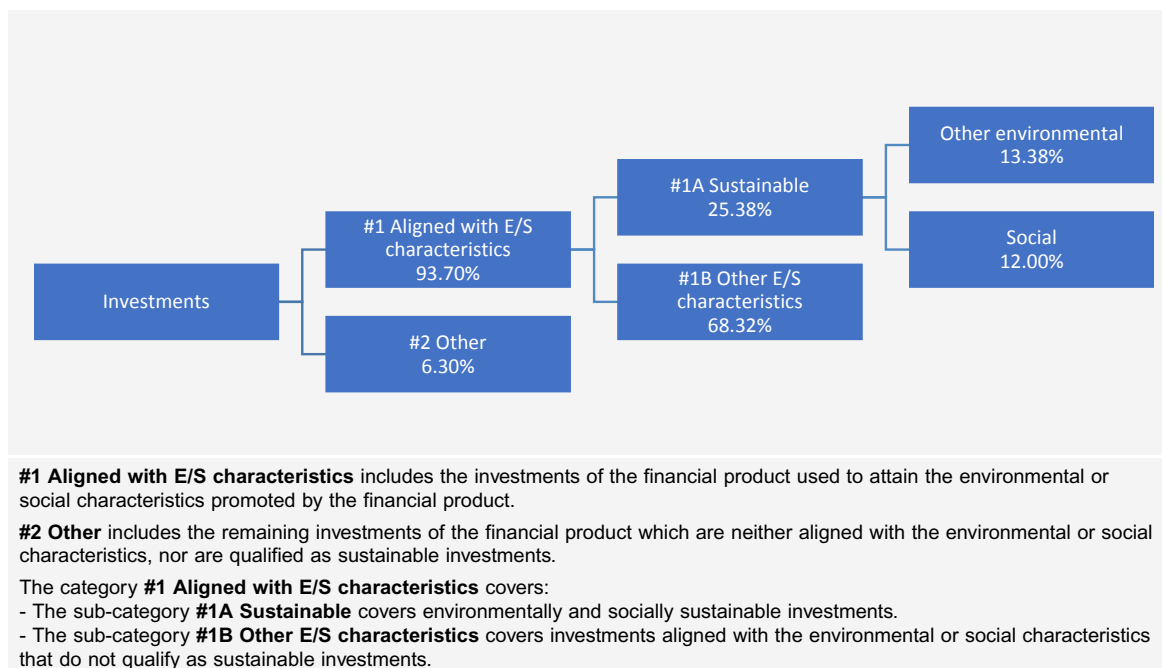 Investments
#1 Aligned with E/S
characteristics
93.70%
#2 Other
6.30%
#1A Sustainable
25.38%
#1B Other E/S
characteristics
68.32%
Other environmental
13.38%
Social
12.00%
#1 Aligned with E/S characteristics includes the investments of the financial product used to attain the environmental or
social characteristics promoted by the financial product.
#2 Other includes the remaining investments of the financial product which are neither aligned with the environmental or social
characteristics, nor are qualified as sustainable investments.
The category #1 Aligned with E/S characteristics covers:
- The sub-category #1A Sustainable covers environmentally and socially sustainable investments.
- The sub-category #1B Other E/S characteristics covers investments aligned with the environmental or social characteristics
that do not qualify as sustainable investments.